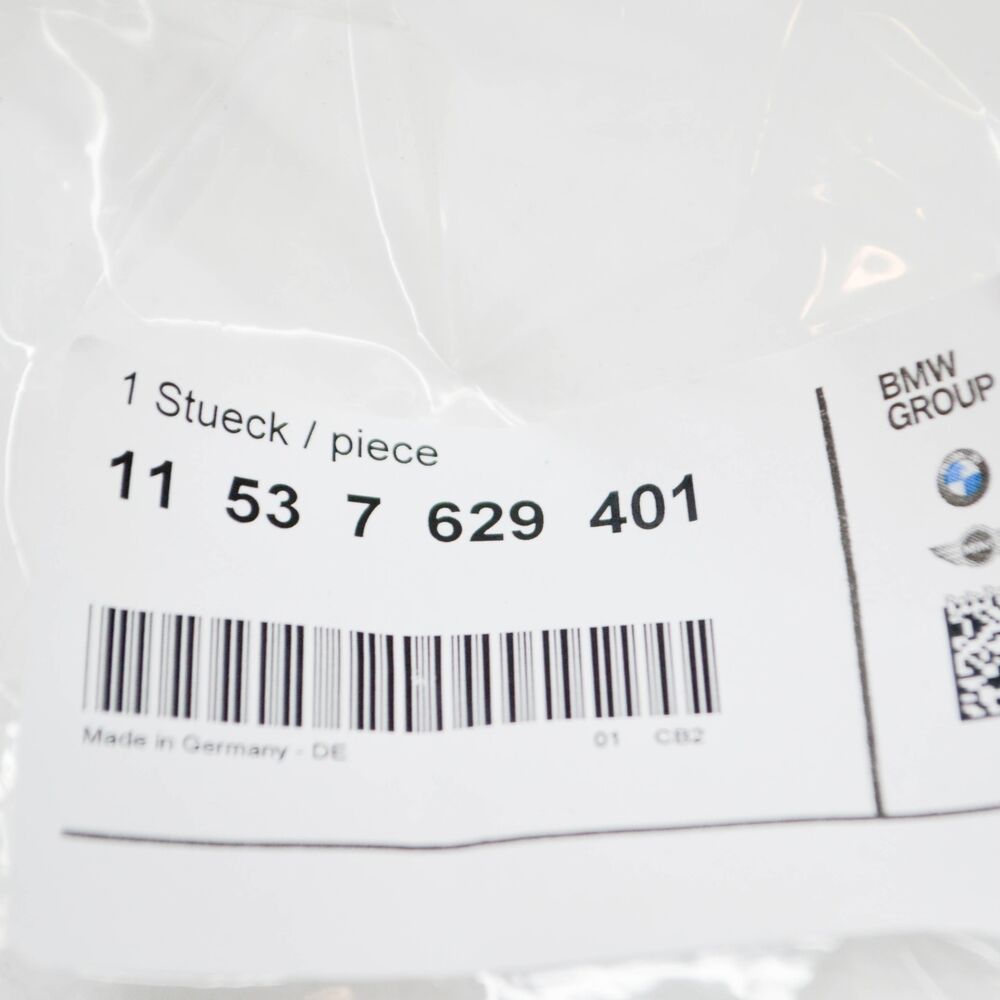 1 Stueck / piece
11 53 7 629 401
Made in Germany - DE
01 CB2
BMW
GROUP